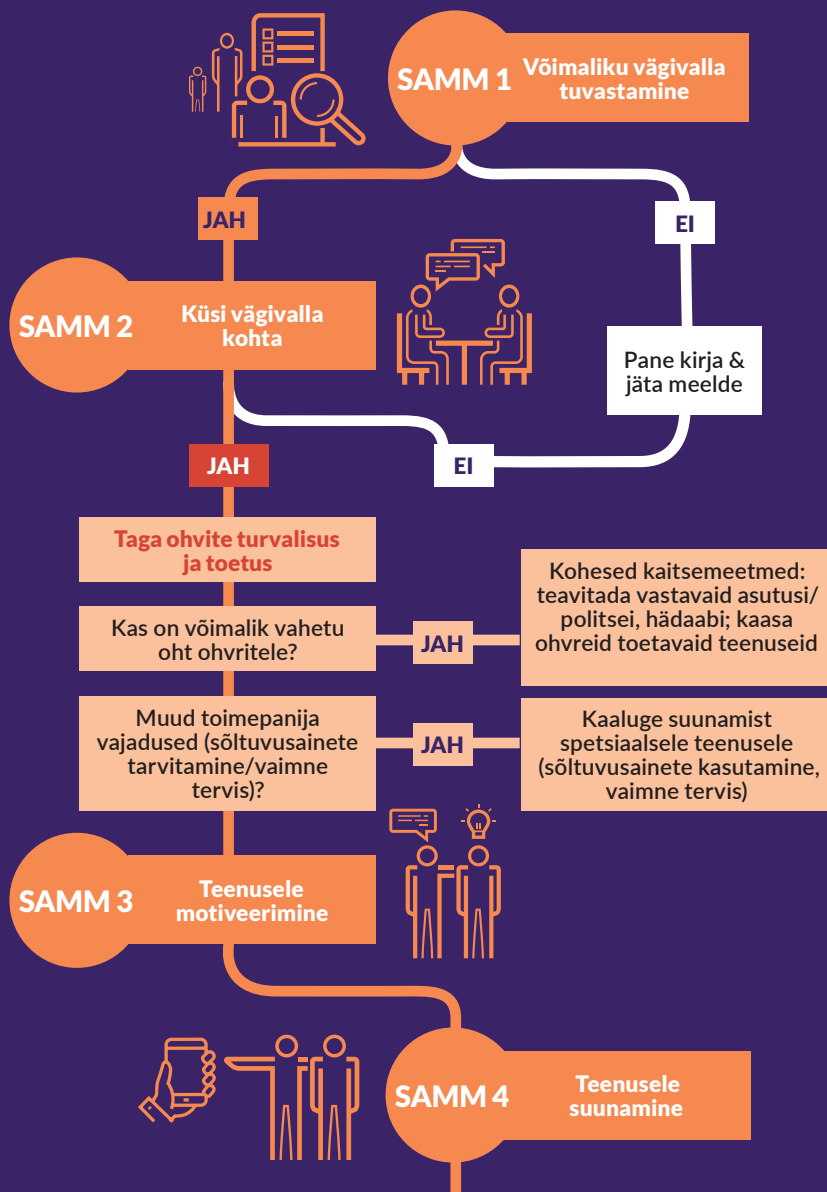 SAMM 1
Võimaliku vägivalla
tuvastamine
JAH
EI
SAMM 2
Küsi vägivalla
kohta
Pane kirja &
jäta meelde
JAH
EI
Taga ohvite turvalisus
ja toetus
Kas on võimalik vahetu
oht ohvritele?
JAH
Kohesed kaitsemeetmed:
teavitada vastavaid asutusi/
politsei, hädaabi; kaasa
ohvreid toetavaid teenuseid
Muud toimepanija
vajadused (sõltuvusainete
tarvitamine/vaimne
tervis)?
JAH
Kaaluge suunamist
spetsiaalsele teenusele
(sõltuvusainete kasutamine,
vaimne tervis)
SAMM 3
Teenusele
motiveerimine
SAMM 4
Teenusele
suunamine